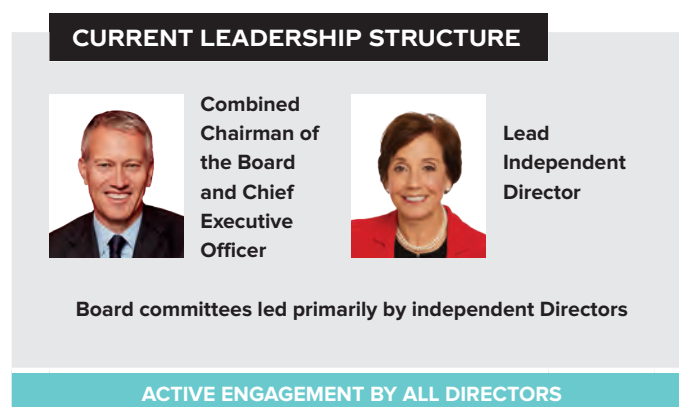 CURRENT LEADERSHIP STRUCTURE
Combined
Chairman of
the Board
and Chief
Executive
Officer
Lead
Independent
Director
Board committees led primarily by independent Directors
ACTIVE ENGAGEMENT BY ALL DIRECTORS